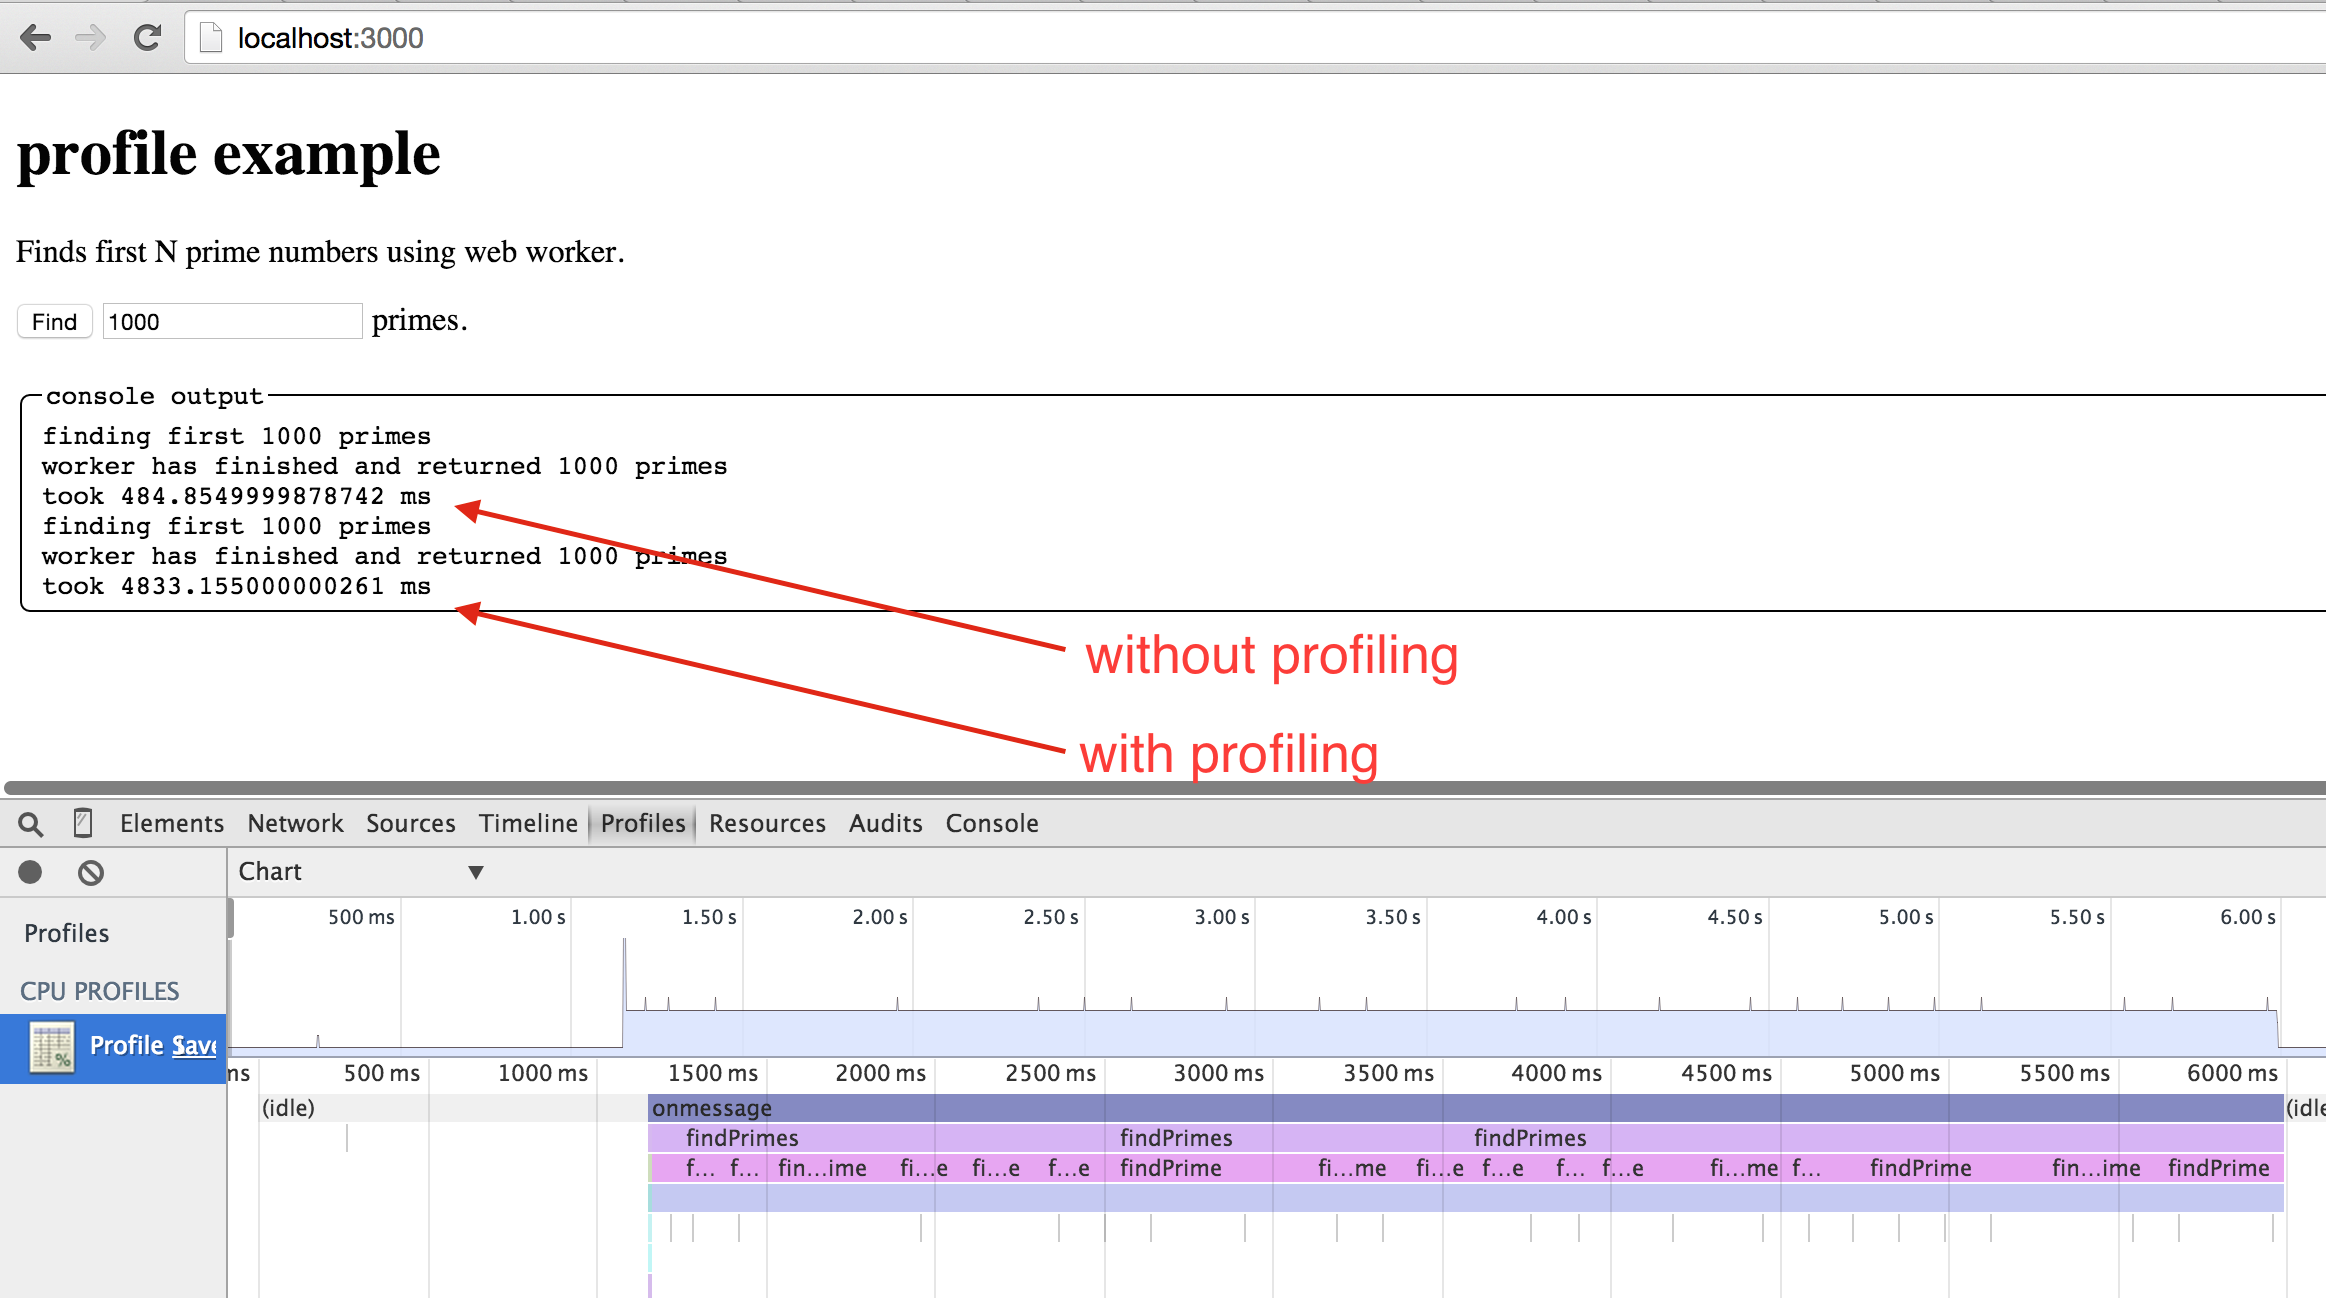 localhost:3000
profile example
Finds first N prime numbers using web worker.
Find 1000 primes.
console output
finding first 1000 primes
worker has finished and returned 1000 primes
took 484.8549999878742 ms
finding first 1000 primes
worker has finished and returned 1000 primes
took 4833.155000000261 ms
without profiling
with profiling
Elements Network Sources Timeline Profiles Resources Audits Console
Chart ▼
Profiles
CPU PROFILES
Profile Save
500 ms 1.00 s 1.50 s 2.00 s 2.50 s 3.00 s 3.50 s 4.00 s 4.50 s 5.00 s 5.50 s 6.00 s
ns 500 ms 1000 ms 1500 ms 2000 ms 2500 ms 3000 ms 3500 ms 4000 ms 4500 ms 5000 ms 5500 ms 6000 ms
(idle) onmessage (idle
findPrimes findPrimes findPrimes
f... f... fin...ime fi...e fi...e f...e findPrime fi...me fi...e f...e f... f...e fi...me f... findPrime fin...ime findPrime